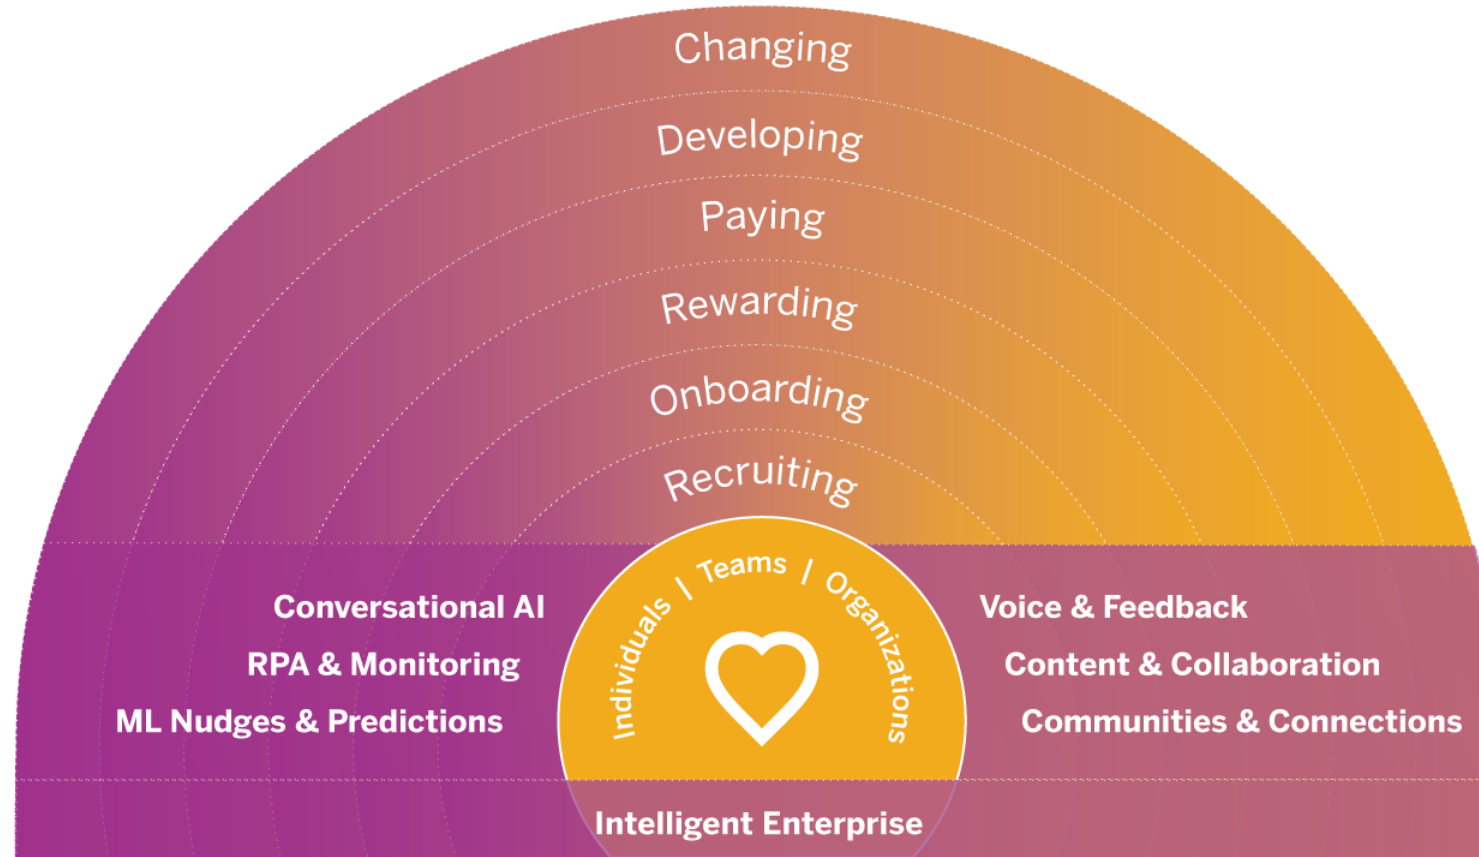 Changing
Developing
Paying
Rewarding
Onboarding
Recruiting
Individuals | Teams | Organizations
Conversational AI
RPA & Monitoring
ML Nudges & Predictions
Voice & Feedback
Content & Collaboration
Communities & Connections
Intelligent Enterprise